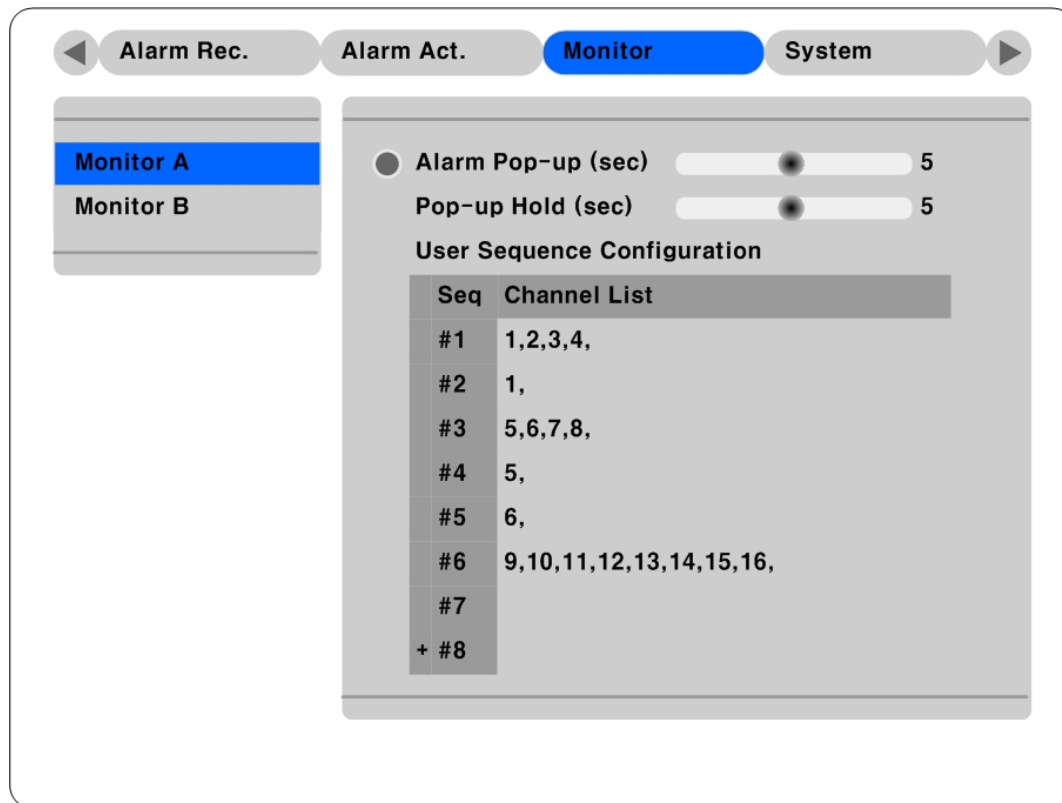 Alarm Rec. Alarm Act. Monitor System
Monitor A
Monitor B
Alarm Pop-up (sec) 5
Pop-up Hold (sec) 5
User Sequence Configuration
Seq Channel List
#1 1,2,3,4,
#2 1,
#3 5,6,7,8,
#4 5,
#5 6,
#6 9,10,11,12,13,14,15,16,
#7
+ #8